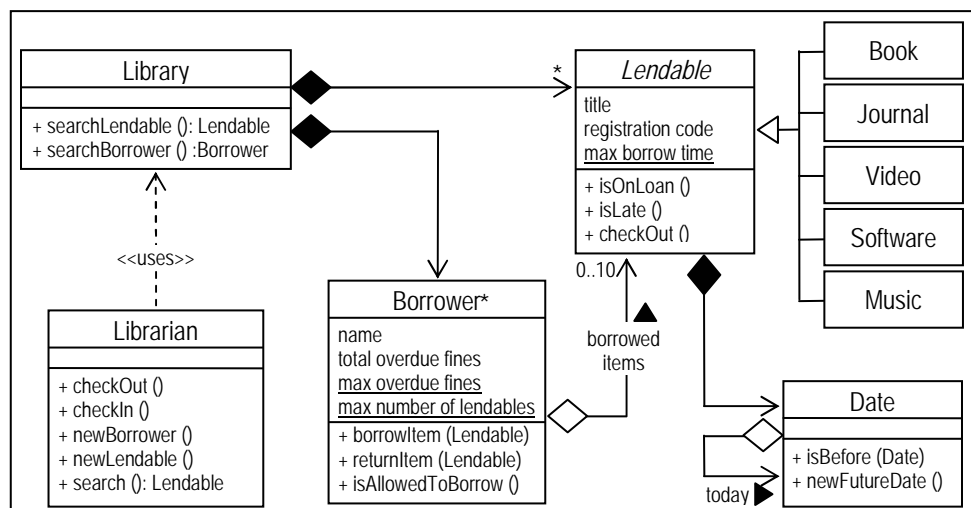 Library
+ searchLendable (): Lendable
+ searchBorrower () :Borrower
*
Lendable
title
registration code
max borrow time
+ isOnLoan ()
+ isLate ()
+ checkOut ()
Book
Journal
Video
Software
Music
<<uses>>
Librarian
+ checkOut ()
+ checkIn ()
+ newBorrower ()
+ newLendable ()
+ search (): Lendable
Borrower*
name
total overdue fines
max overdue fines
max number of lendables
+ borrowItem (Lendable)
+ returnItem (Lendable)
+ isAllowedToBorrow ()
0..10
borrowed
items
Date
+ isBefore (Date)
+ newFutureDate ()
today